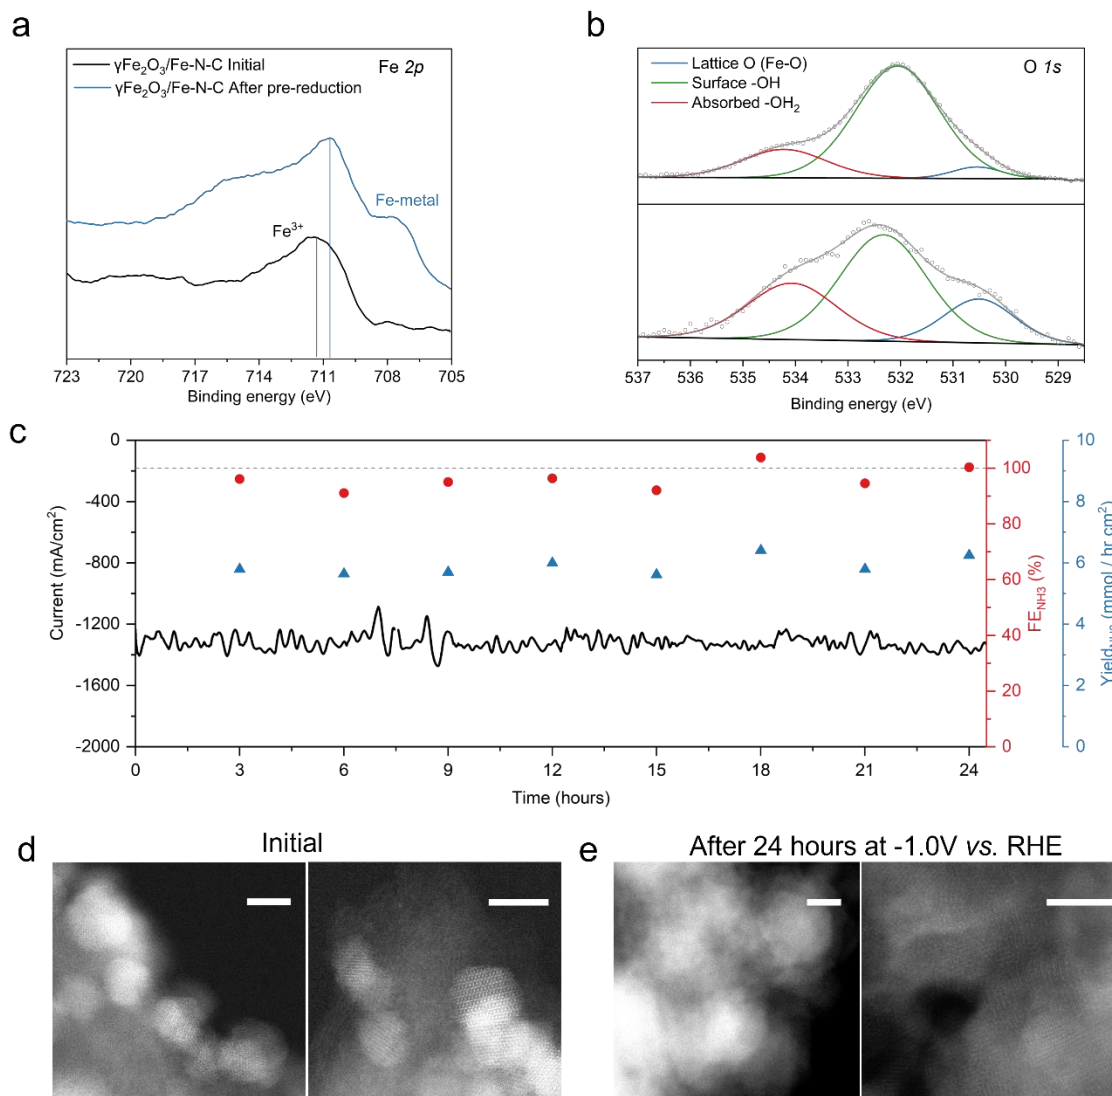 a
γFe₂O₃/Fe-N-C Initial
γFe₂O₃/Fe-N-C After pre-reduction
Fe 2p
Fe-metal
Fe³⁺
723 720 717 714 711 708 705
Binding energy (eV)
b
Lattice O (Fe-O)
Surface -OH
Absorbed -OH₂
O 1s
537 536 535 534 533 532 531 530 529
Binding energy (eV)
c
Current (mA/cm²)
0
-400
-800
-1200
-1600
-2000
0 3 6 9 12 15 18 21 24
Time (hours)
100
80
60
40
20
0
FE_NH3 (%)
10
8
6
4
2
0
(mmol / hr cm²)
d
Initial
e
After 24 hours at -1.0V vs. RHE